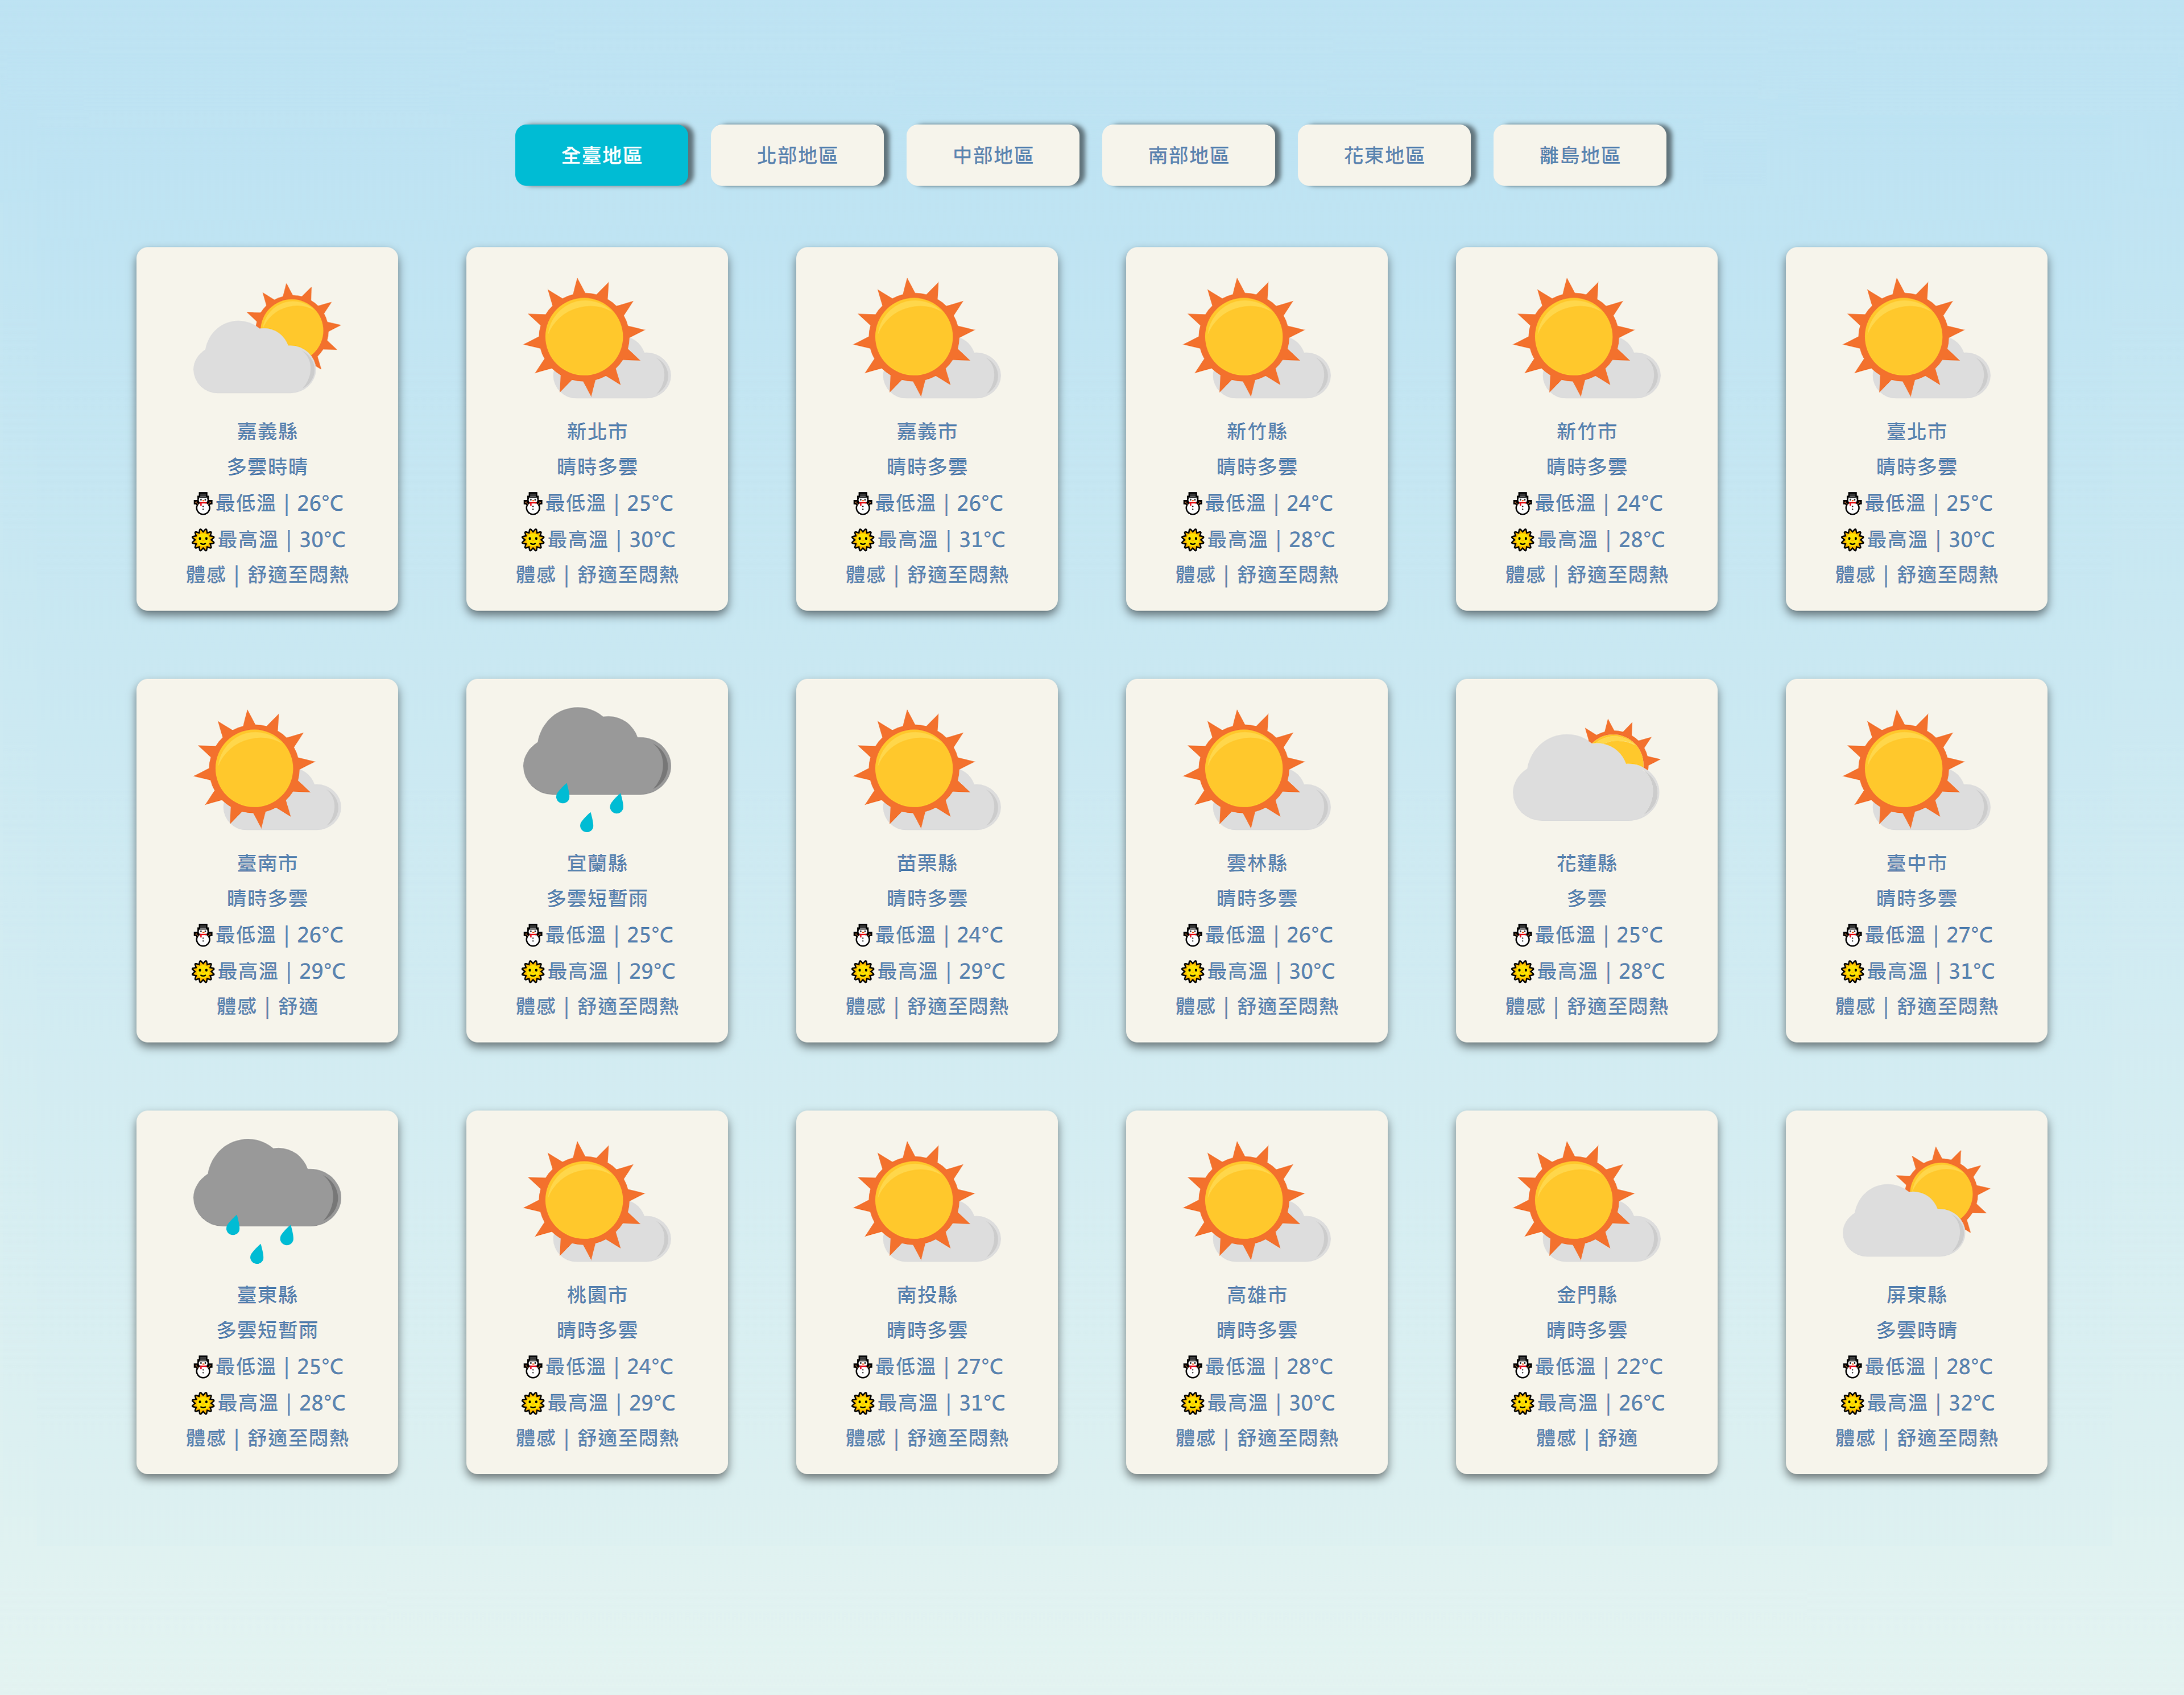 全臺地區
北部地區
中部地區
南部地區
花東地區
離島地區
嘉義縣
多雲時晴
最低溫 | 26°C
最高溫 | 30°C
體感 | 舒適至悶熱
新北市
晴時多雲
最低溫 | 25°C
最高溫 | 30°C
體感 | 舒適至悶熱
嘉義市
晴時多雲
最低溫 | 26°C
最高溫 | 31°C
體感 | 舒適至悶熱
新竹縣
晴時多雲
最低溫 | 24°C
最高溫 | 28°C
體感 | 舒適至悶熱
新竹市
晴時多雲
最低溫 | 24°C
最高溫 | 28°C
體感 | 舒適至悶熱
臺北市
晴時多雲
最低溫 | 25°C
最高溫 | 30°C
體感 | 舒適至悶熱
臺南市
晴時多雲
最低溫 | 26°C
最高溫 | 29°C
體感 | 舒適
宜蘭縣
多雲短暫雨
最低溫 | 25°C
最高溫 | 29°C
體感 | 舒適至悶熱
苗栗縣
晴時多雲
最低溫 | 24°C
最高溫 | 29°C
體感 | 舒適至悶熱
雲林縣
晴時多雲
最低溫 | 26°C
最高溫 | 30°C
體感 | 舒適至悶熱
花蓮縣
多雲
最低溫 | 25°C
最高溫 | 28°C
體感 | 舒適至悶熱
臺中市
晴時多雲
最低溫 | 27°C
最高溫 | 31°C
體感 | 舒適至悶熱
臺東縣
多雲短暫雨
最低溫 | 25°C
最高溫 | 28°C
體感 | 舒適至悶熱
桃園市
晴時多雲
最低溫 | 24°C
最高溫 | 29°C
體感 | 舒適至悶熱
南投縣
晴時多雲
最低溫 | 27°C
最高溫 | 31°C
體感 | 舒適至悶熱
高雄市
晴時多雲
最低溫 | 28°C
最高溫 | 30°C
體感 | 舒適至悶熱
金門縣
晴時多雲
最低溫 | 22°C
最高溫 | 26°C
體感 | 舒適
屏東縣
多雲時晴
最低溫 | 28°C
最高溫 | 32°C
體感 | 舒適至悶熱